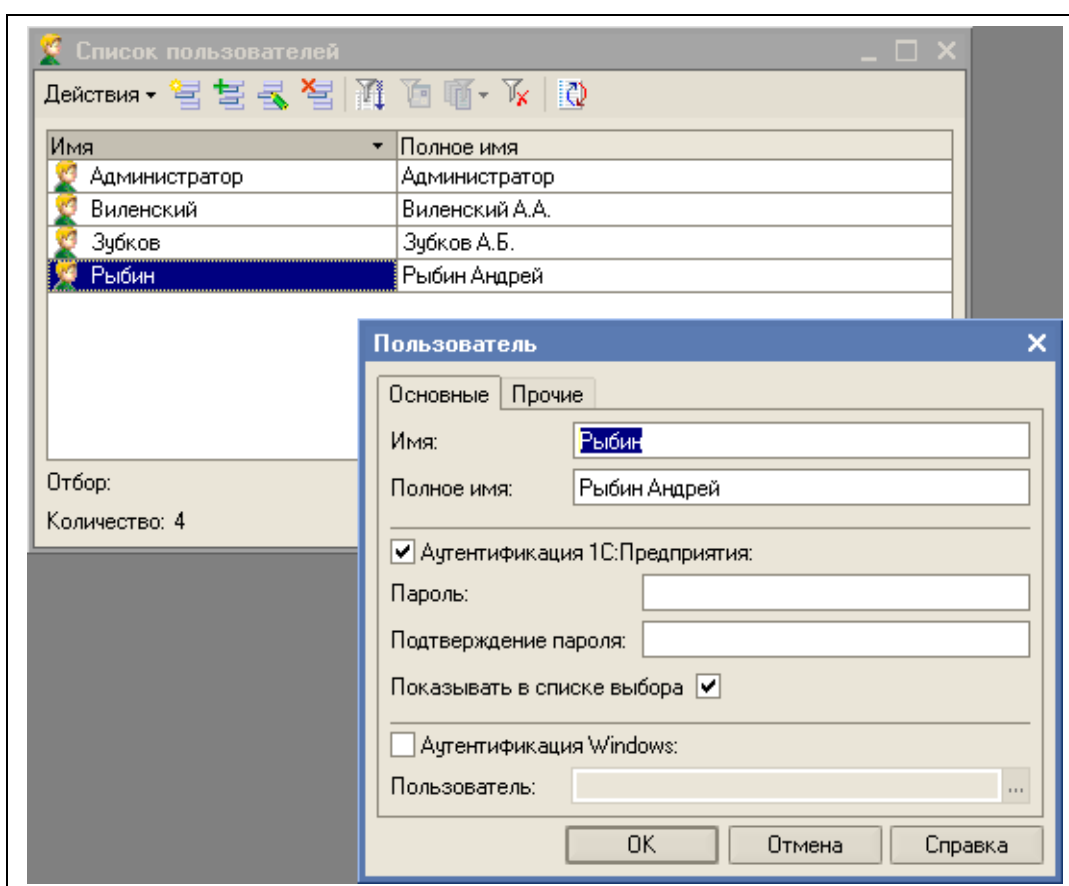 Список пользователей
Действия
Имя Полное имя
Администратор Администратор
Виленский Виленский А.А.
Зубков Зубков А.Б.
Рыбин Рыбин Андрей
Отбор:
Количество: 4
Пользователь
Основные Прочие
Имя: Рыбин
Полное имя: Рыбин Андрей
Аутентификация 1С:Предприятия:
Пароль:
Подтверждение пароля:
Показывать в списке выбора
Аутентификация Windows:
Пользователь: ...
OK Отмена Справка